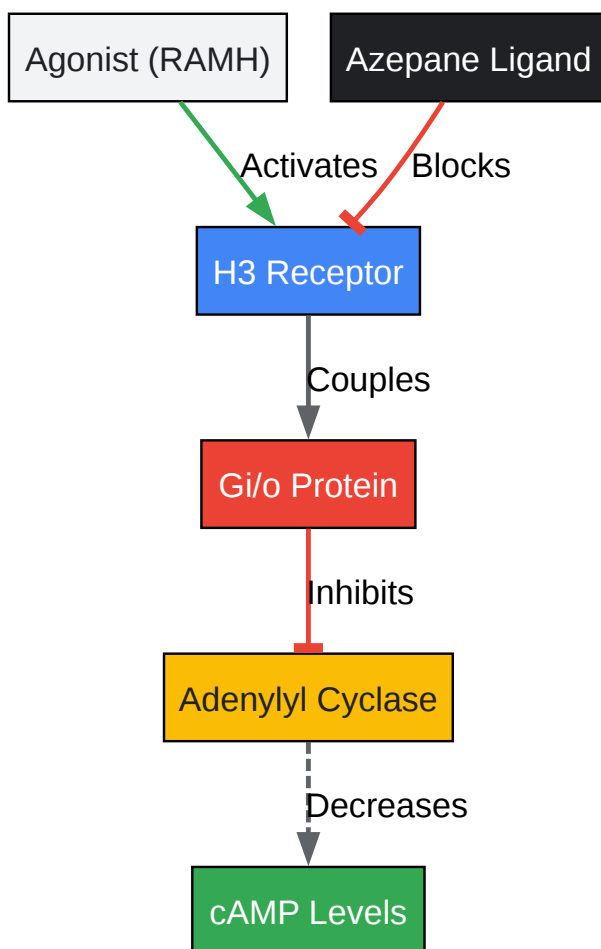 Agonist (RAMH)
Azepane Ligand
Activates
Blocks
H3 Receptor
Couples
Gi/o Protein
Inhibits
Adenylyl Cyclase
Decreases
cAMP Levels